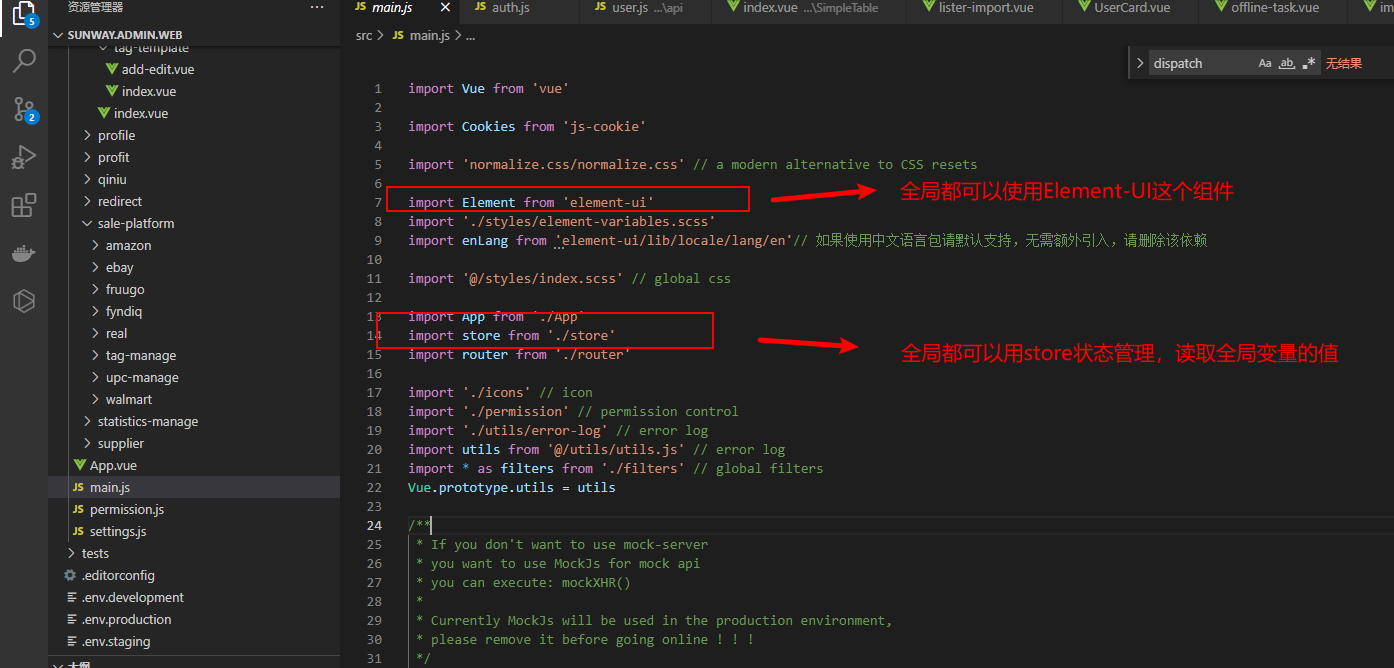 资源管理器
SUNWAY.ADMIN.WEB
tag-template
add-edit.vue
index.vue
index.vue
profile
profit
qiniu
redirect
sale-platform
amazon
ebay
fruugo
fyndiq
real
tag-manage
upc-manage
walmart
statistics-manage
supplier
App.vue
JS main.js
JS permission.js
JS settings.js
tests
.editorconfig
.env.development
.env.production
.env.staging
大纲
5
2
JS main.js
JS auth.js
JS user.js ...\api
index.vue ...\SimpleTable
lister-import.vue
UserCard.vue
offline-task.vue
im
src > JS main.js > ...
dispatch Aa ab, .* 无结果
1 import Vue from 'vue'
2
3 import Cookies from 'js-cookie'
4
5 import 'normalize.css/normalize.css' // a modern alternative to CSS resets
6
7 import Element from 'element-ui'
8 import './styles/element-variables.scss'
9 import enLang from 'element-ui/lib/locale/lang/en'// 如果使用中文语言包请默认支持，无需额外引入，请删除该依赖
10
11 import '@/styles/index.scss' // global css
12
13 import App from './App'
14 import store from './store'
15 import router from './router'
16
17 import './icons' // icon
18 import './permission' // permission control
19 import './utils/error-log' // error log
20 import utils from '@/utils/utils.js' // error log
21 import * as filters from './filters' // global filters
22 Vue.prototype.utils = utils
23
24 /**
25 * If you don't want to use mock-server
26 * you want to use MockJs for mock api
27 * you can execute: mockXHR()
28 *
29 * Currently MockJs will be used in the production environment,
30 * please remove it before going online ! ! !
31 */
全局都可以使用Element-UI这个组件
全局都可以用store状态管理，读取全局变量的值